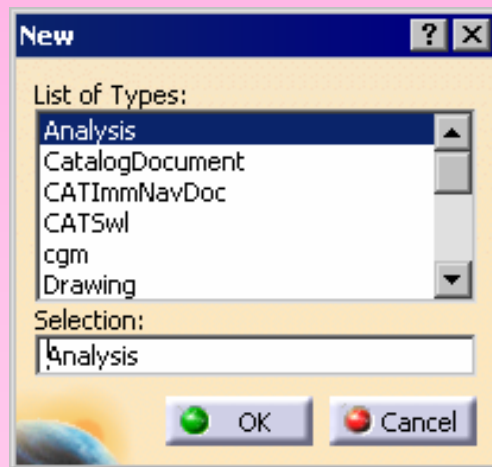 New
List of Types:
Analysis
CatalogDocument
CATImmNavDoc
CATSwl
cgm
Drawing
Selection:
Analysis
OK Cancel